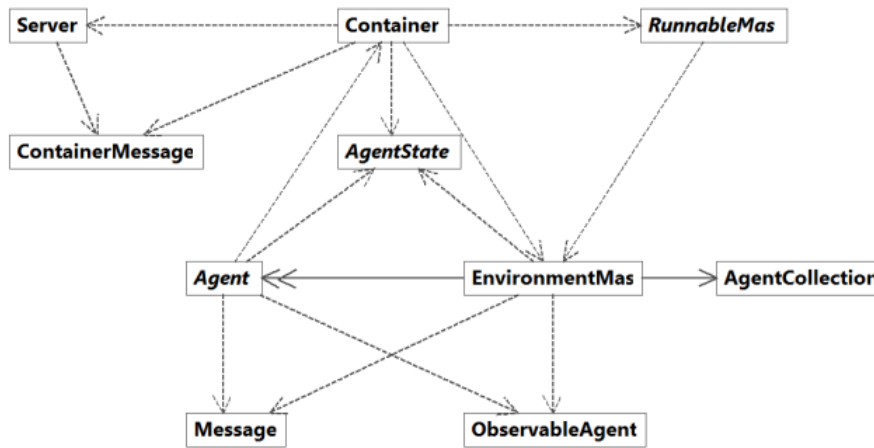 Server
Container
RunnableMas
ContainerMessage
AgentState
Agent
EnvironmentMas
AgentCollection
Message
ObservableAgent